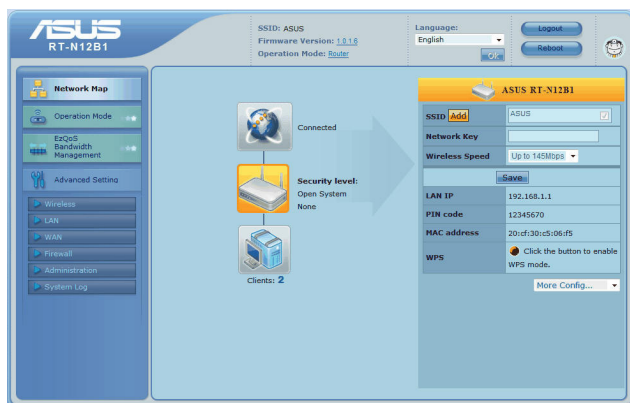 ASUS
RT-N12B1
SSID: ASUS
Firmware Version: 1.0.1.6
Operation Mode: Router
Language:
English
Logout
Reboot
Network Map
Operation Mode
EzQoS
Bandwidth
Management
Advanced Setting
Wireless
LAN
WAN
Firewall
Administration
System Log
Connected
Security level:
Open System
None
Clients: 2
ASUS RT-N12B1
SSID Add ASUS
Network Key
Wireless Speed Up to 145Mbps
Save
LAN IP 192.168.1.1
PIN code 12345670
MAC address 20:cf:30:c5:06:f5
WPS Click the button to enable
WPS mode.
More Config...